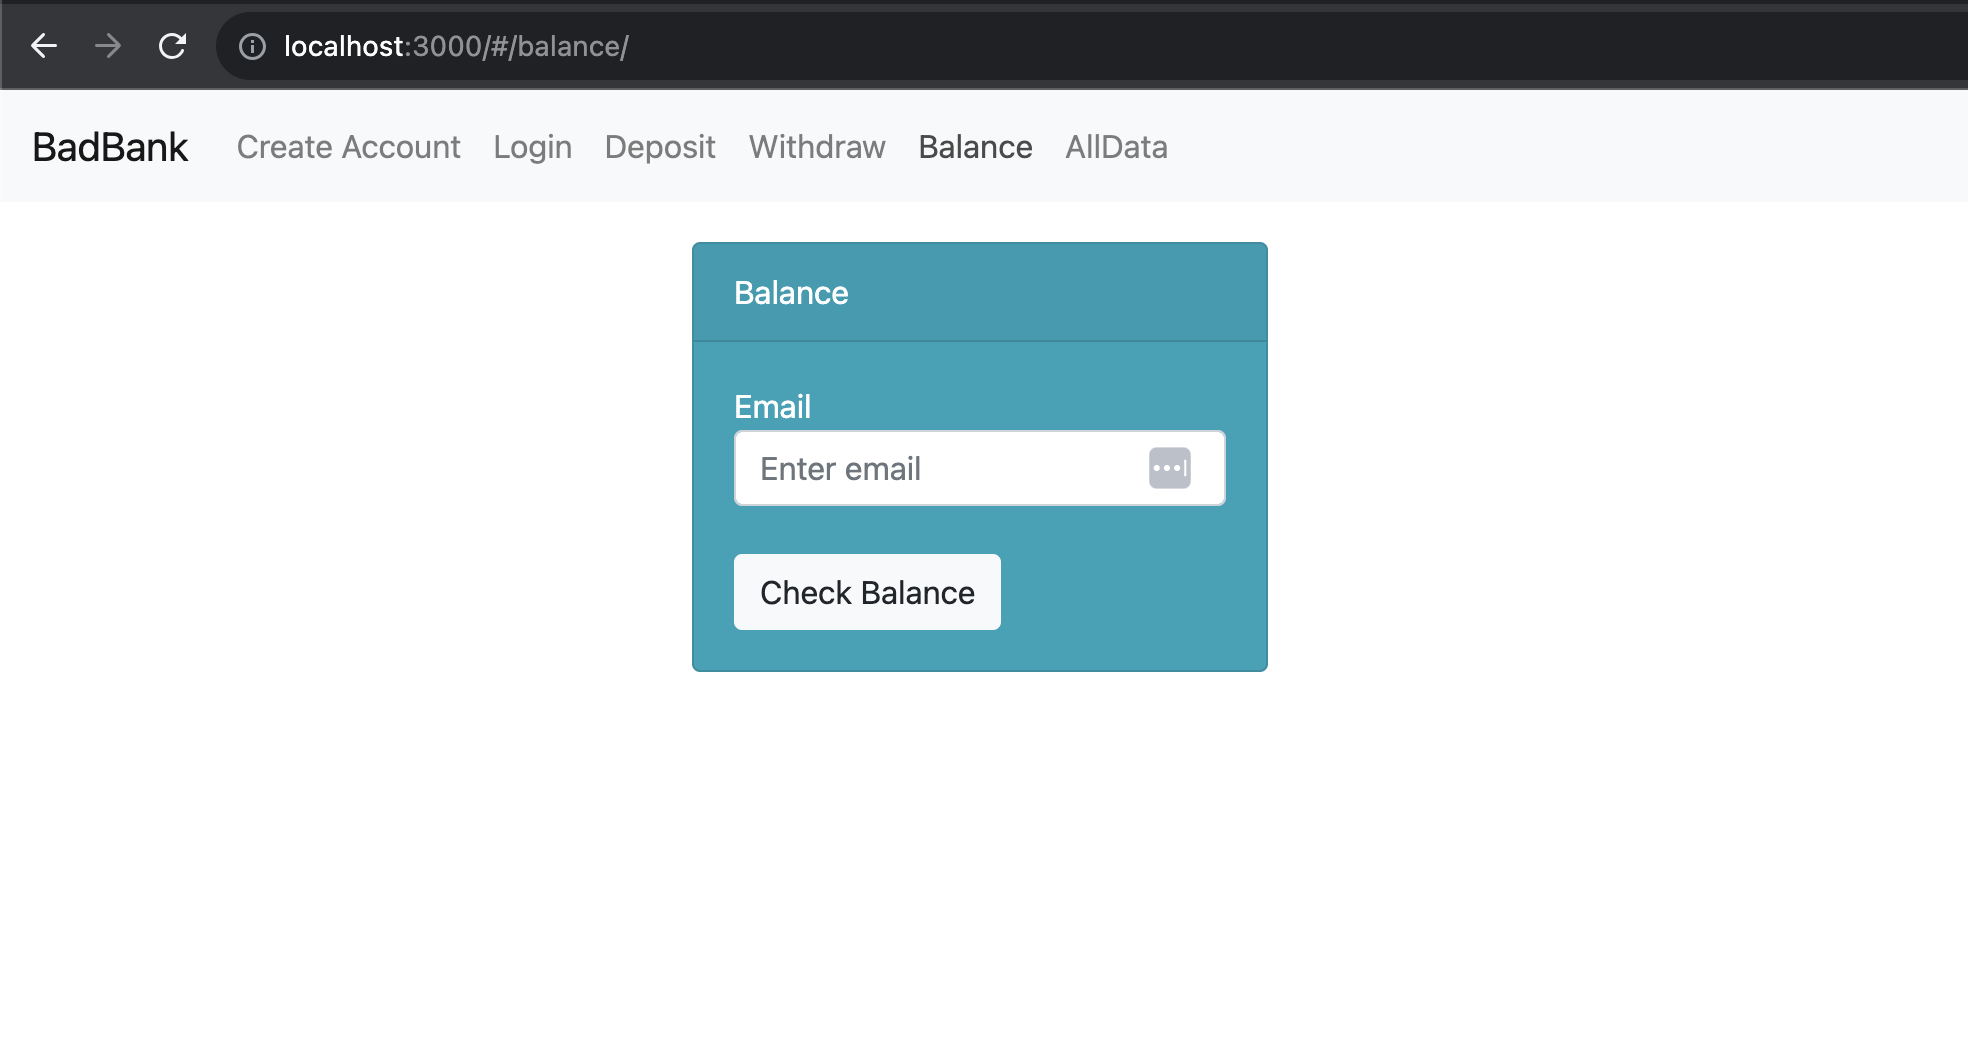 localhost:3000/#/balance/
BadBank Create Account Login Deposit Withdraw Balance AllData
Balance
Email
Enter email
Check Balance